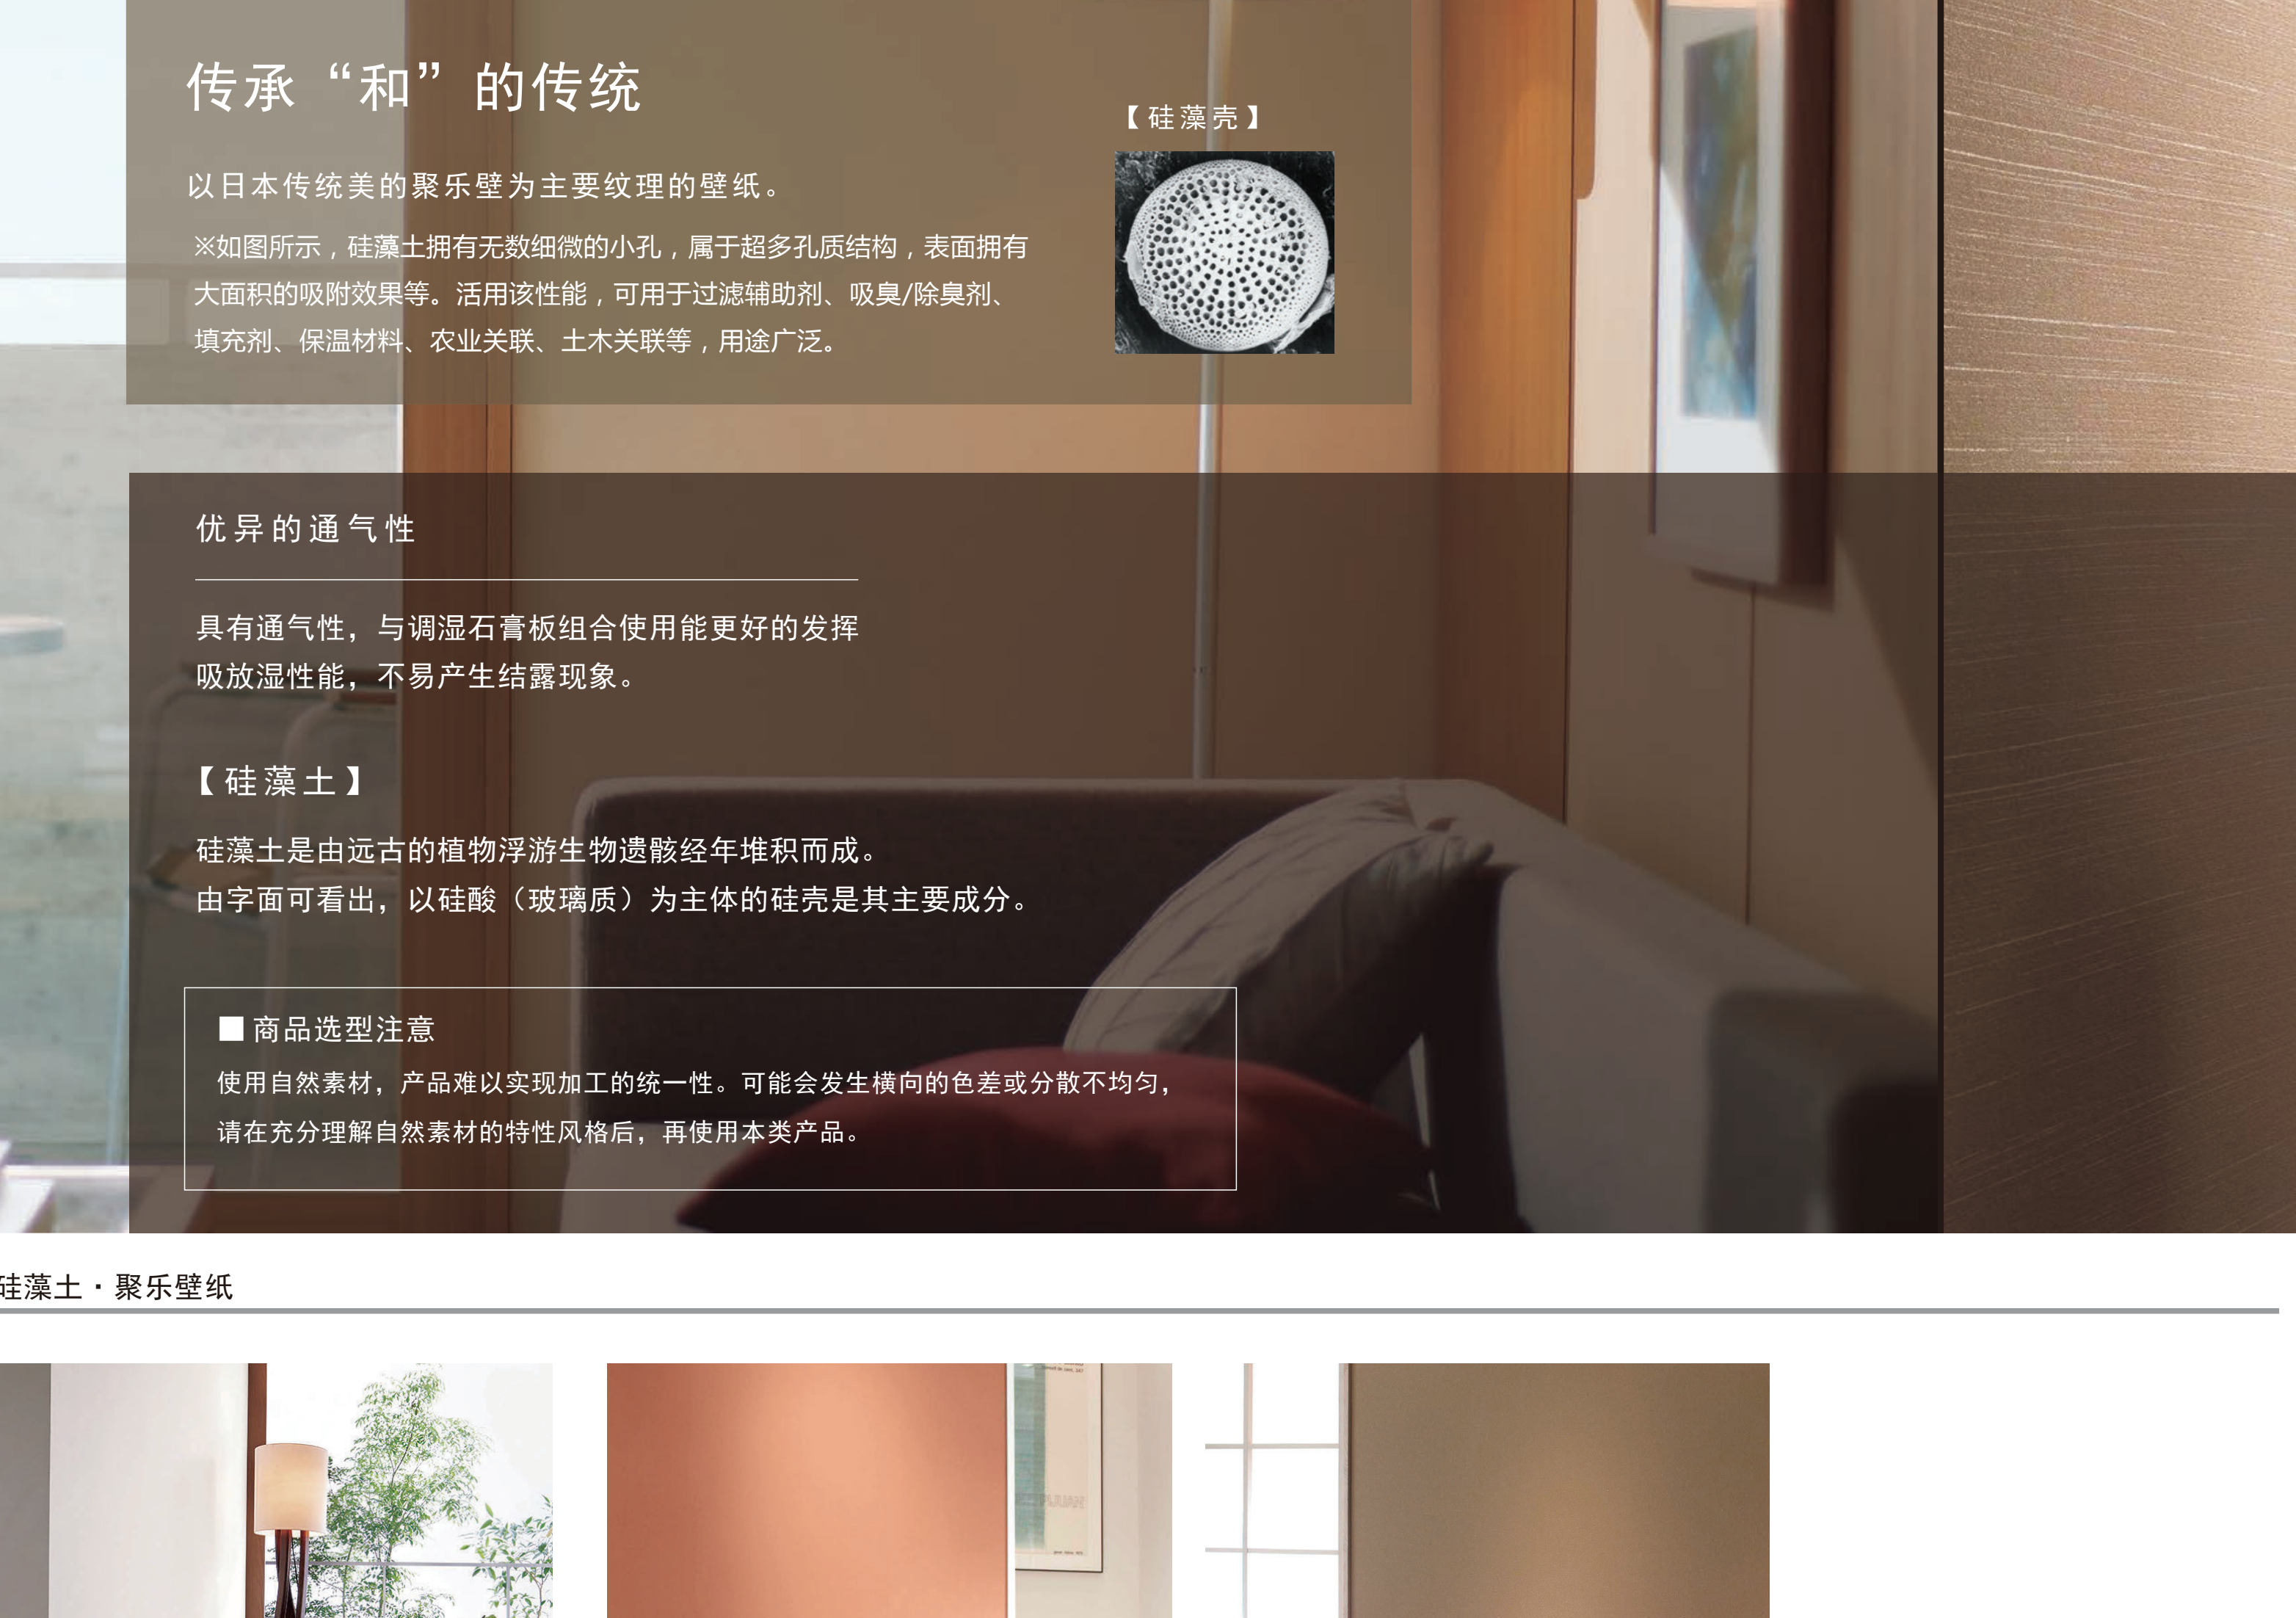 传承“和”的传统
【硅藻壳】
以日本传统美的聚乐壁为主要纹理的壁纸。
※如图所示，硅藻土拥有无数细微的小孔，属于超多孔质结构，表面拥有
大面积的吸附效果等。活用该性能，可用于过滤辅助剂、吸臭/除臭剂、
填充剂、保温材料、农业关联、土木关联等，用途广泛。
优异的通气性
具有通气性，与调湿石膏板组合使用能更好的发挥
吸放湿性能，不易产生结露现象。
【硅藻土】
硅藻土是由远古的植物浮游生物遗骸经年堆积而成。
由字面可看出，以硅酸（玻璃质）为主体的硅壳是其主要成分。
■商品选型注意
使用自然素材，产品难以实现加工的统一性。可能会发生横向的色差或分散不均匀，
请在充分理解自然素材的特性风格后，再使用本类产品。
硅藻土·聚乐壁纸